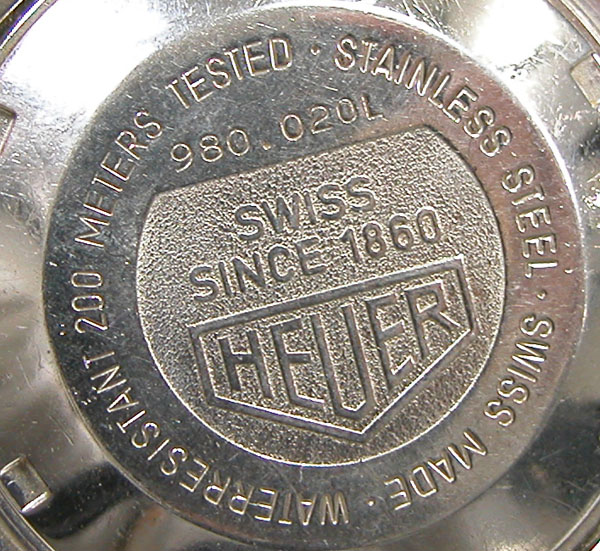 WATERRESISTANT 200 METERS TESTED · STAINLESS STEEL · SWISS MADE ·
980.020L
SWISS
SINCE 1860
HEUER